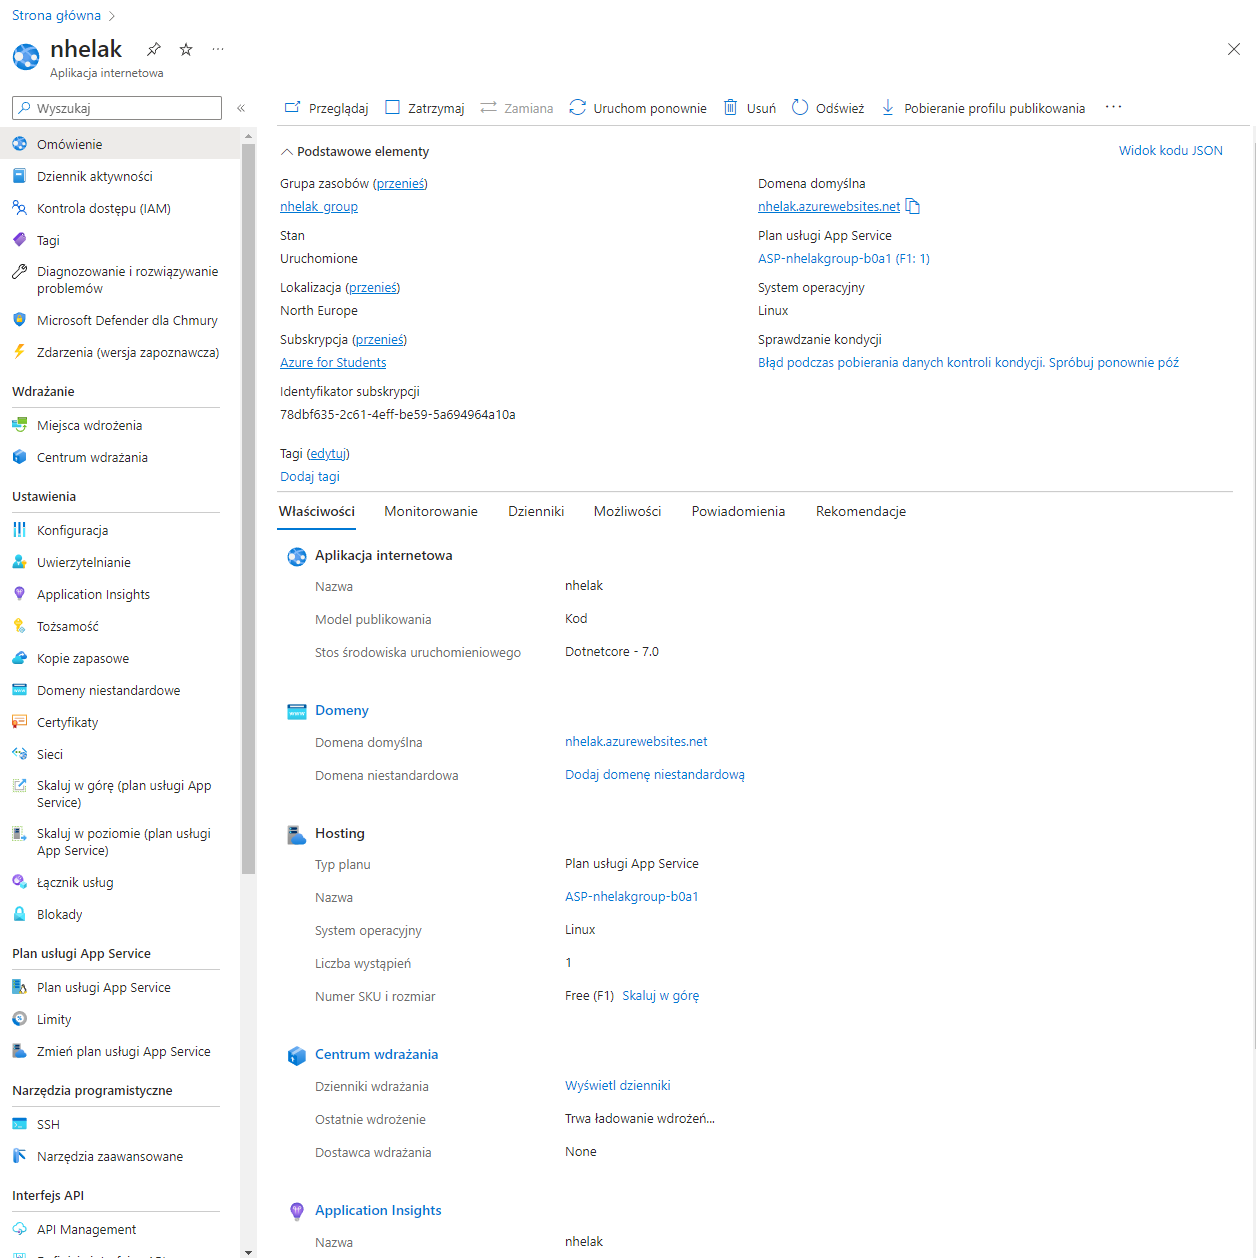 Strona główna
nhelak
Aplikacja internetowa
Wyszukaj
Omówienie
Dziennik aktywności
Kontrola dostępu (IAM)
Tagi
Diagnozowanie i rozwiązywanie
problemów
Microsoft Defender dla Chmury
Zdarzenia (wersja zapoznawcza)
Wdrażanie
Miejsca wdrożenia
Centrum wdrażania
Ustawienia
Konfiguracja
Uwierzytelnianie
Application Insights
Tożsamość
Kopie zapasowe
Domeny niestandardowe
Certyfikaty
Sieci
Skaluj w górę (plan usługi App
Service)
Skaluj w poziomie (plan usługi
App Service)
Łącznik usług
Blokady
Plan usługi App Service
Plan usługi App Service
Limity
Zmień plan usługi App Service
Narzędzia programistyczne
SSH
Narzędzia zaawansowane
Interfejs API
API Management
Przeglądaj Zatrzymaj Zamiana Uruchom ponownie Usuń Odśwież Pobieranie profilu publikowania
Podstawowe elementy
Widok kodu JSON
Grupa zasobów (przenieś)
nhelak_group
Stan
Uruchomione
Lokalizacja (przenieś)
North Europe
Subskrypcja (przenieś)
Azure for Students
Identyfikator subskrypcji
78dbf635-2c61-4eff-be59-5a694964a10a
Domena domyślna
nhelak.azurewebsites.net
Plan usługi App Service
ASP-nhelakgroup-b0a1 (F1: 1)
System operacyjny
Linux
Sprawdzanie kondycji
Błąd podczas pobierania danych kontroli kondycji. Spróbuj ponownie póź
Tagi (edytuj)
Dodaj tagi
Właściwości Monitorowanie Dzienniki Możliwości Powiadomienia Rekomendacje
Aplikacja internetowa
Nazwa nhelak
Model publikowania Kod
Stos środowiska uruchomieniowego Dotnetcore - 7.0
Domeny
Domena domyślna nhelak.azurewebsites.net
Domena niestandardowa Dodaj domenę niestandardową
Hosting
Typ planu Plan usługi App Service
Nazwa ASP-nhelakgroup-b0a1
System operacyjny Linux
Liczba wystąpień 1
Numer SKU i rozmiar Free (F1) Skaluj w górę
Centrum wdrażania
Dzienniki wdrażania Wyświetl dzienniki
Ostatnie wdrożenie Trwa ładowanie wdrożeń...
Dostawca wdrażania None
Application Insights
Nazwa nhelak